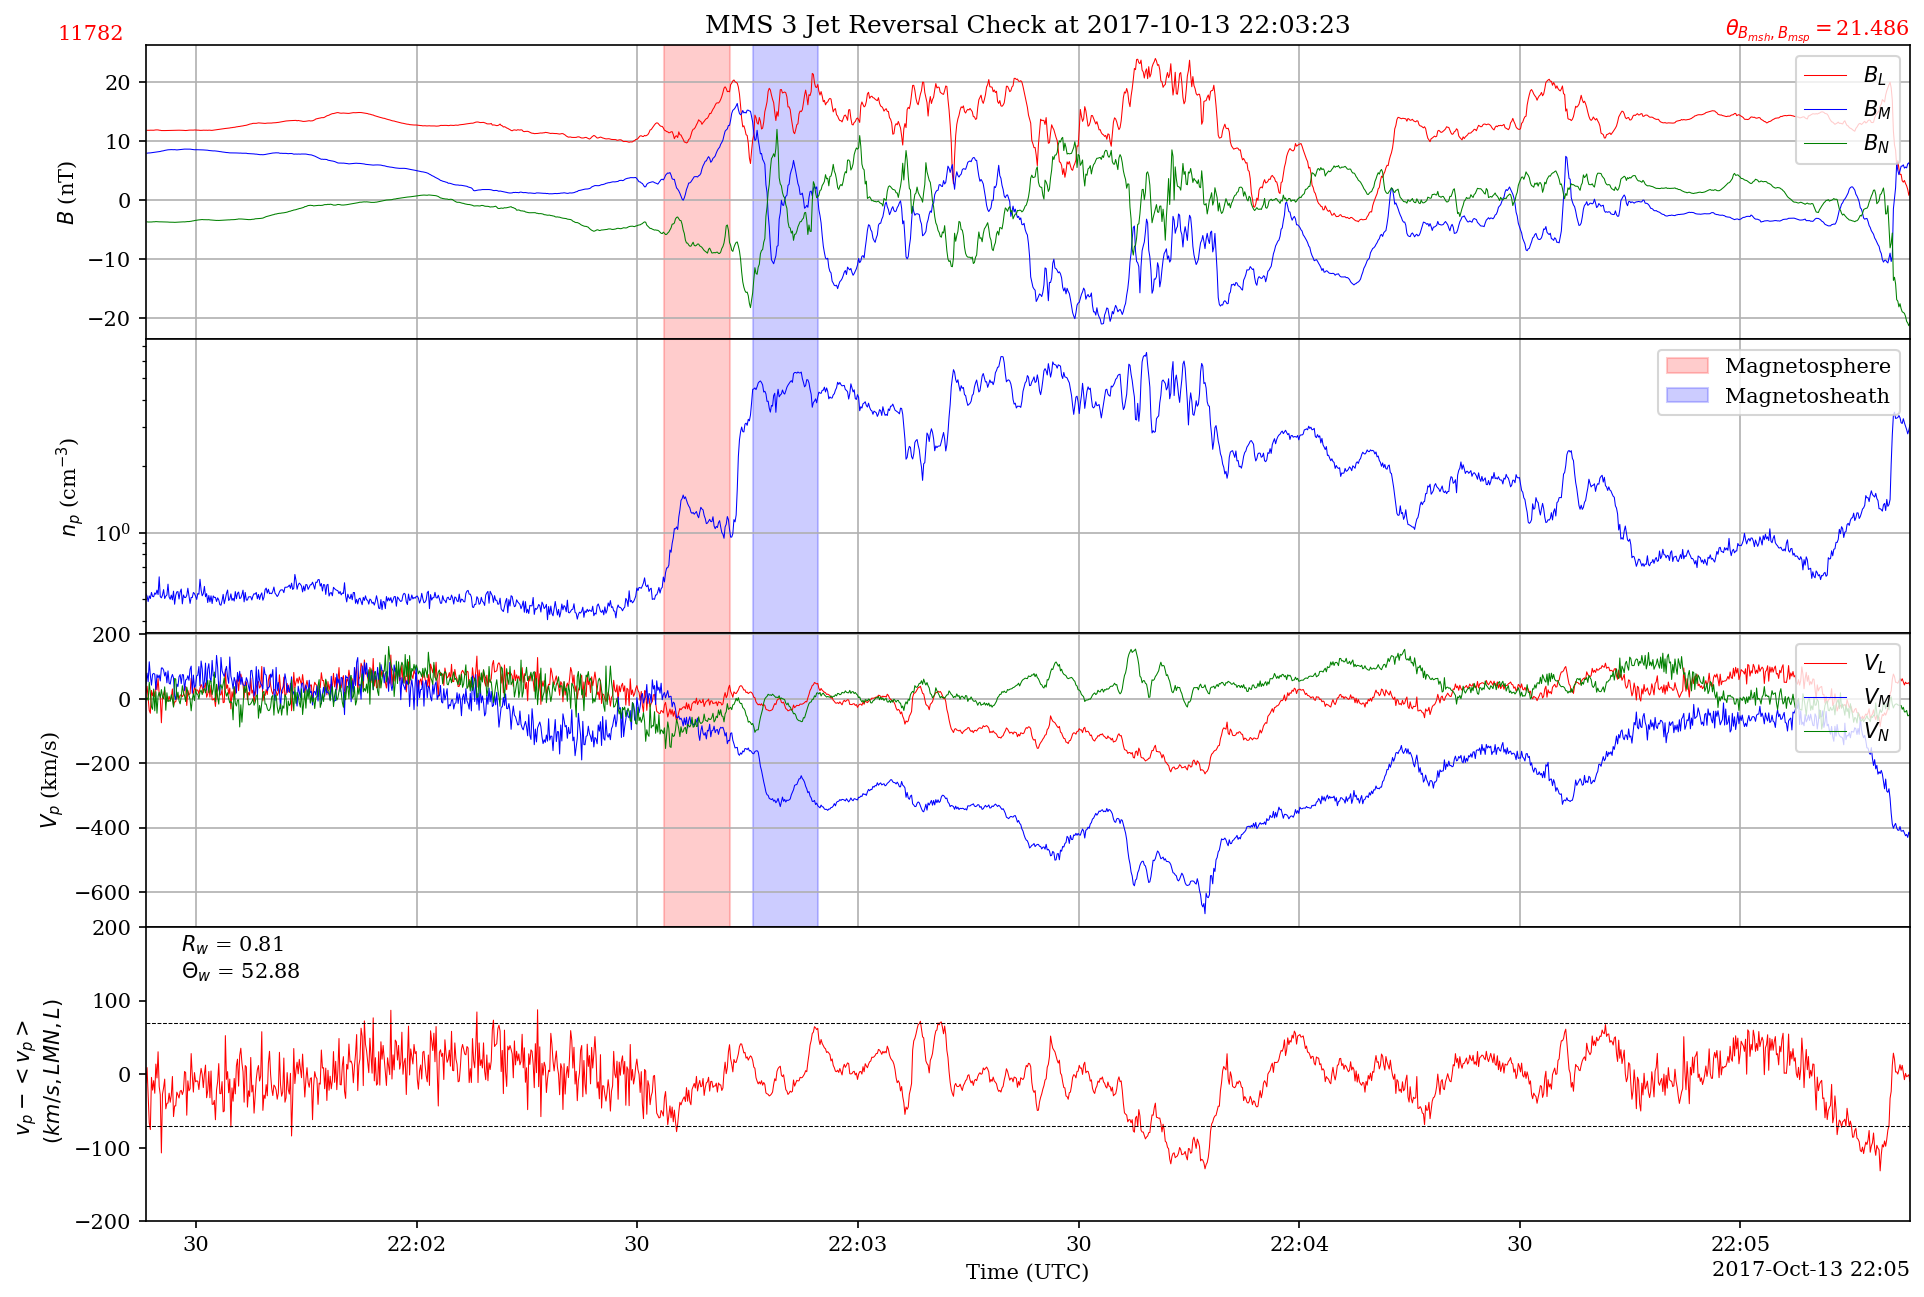 MMS 3 Jet Reversal Check at 2017-10-13 22:03:23
11782
θ_{B_{msh}, B_{msp}} = 21.486
20
10
0
−10
−20
B (nT)
B_L
B_M
B_N
10⁰
n_p (cm⁻³)
Magnetosphere
Magnetosheath
200
0
−200
−400
−600
V_p (km/s)
V_L
V_M
V_N
200
100
0
−100
−200
v_p − < v_p >
(km/s, LMN, L)
R_w = 0.81
Θ_w = 52.88
30
22:02
30
22:03
30
22:04
30
22:05
Time (UTC)
2017-Oct-13 22:05